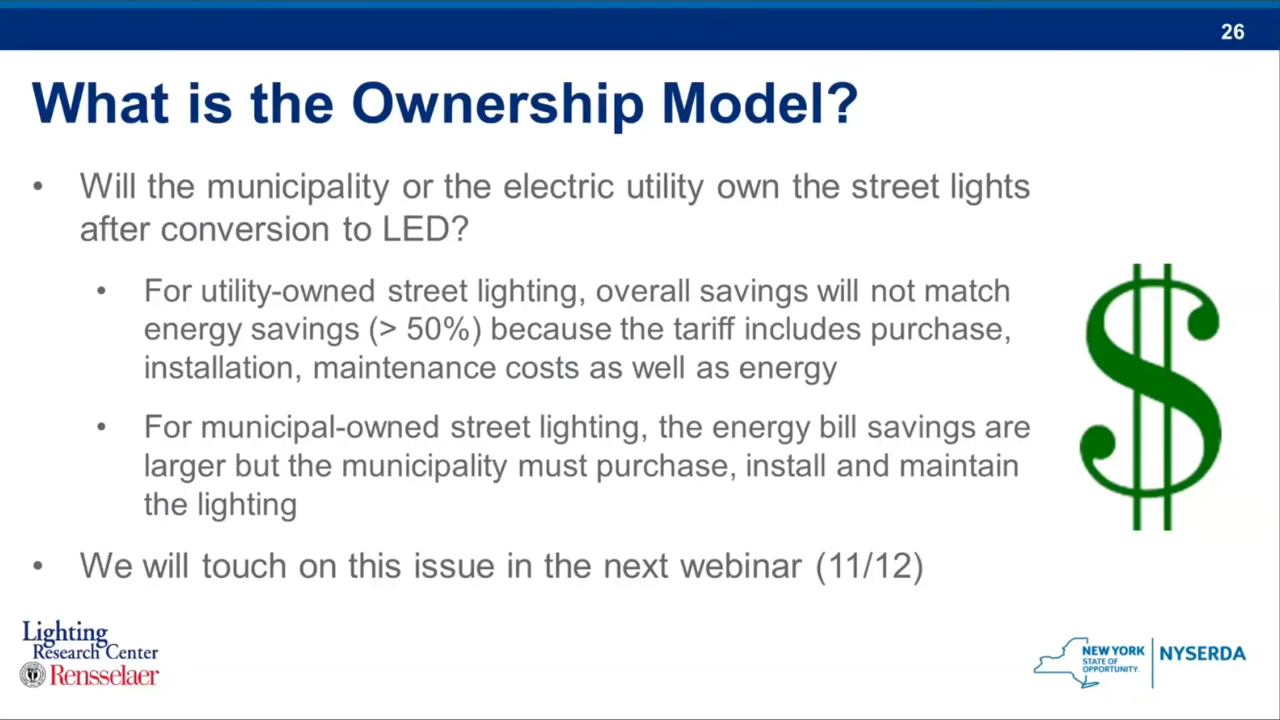 26
What is the Ownership Model?
• Will the municipality or the electric utility own the street lights
after conversion to LED?
• For utility-owned street lighting, overall savings will not match
energy savings (> 50%) because the tariff includes purchase,
installation, maintenance costs as well as energy
• For municipal-owned street lighting, the energy bill savings are
larger but the municipality must purchase, install and maintain
the lighting
• We will touch on this issue in the next webinar (11/12)
$
Lighting
Research Center
Rensselaer
NEW YORK
STATE OF
OPPORTUNITY.
NYSERDA